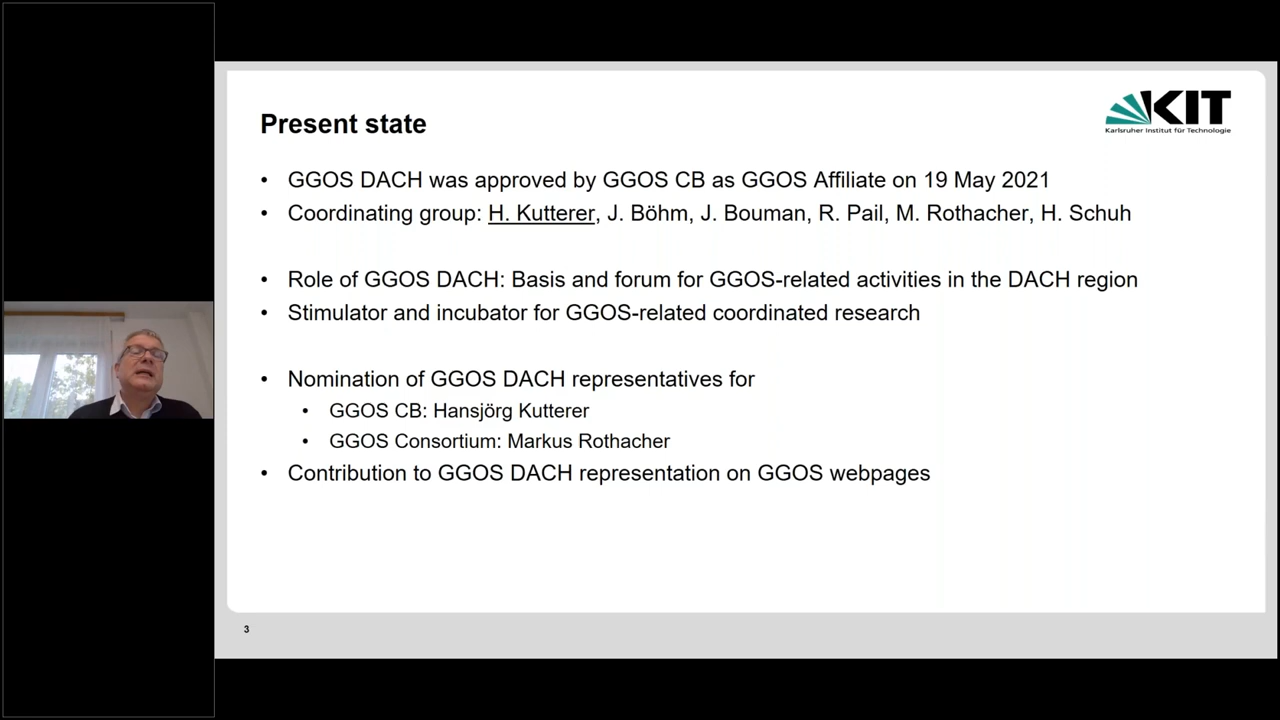 KIT
Karlsruher Institut für Technologie
Present state
• GGOS DACH was approved by GGOS CB as GGOS Affiliate on 19 May 2021
• Coordinating group: H. Kutterer, J. Böhm, J. Bouman, R. Pail, M. Rothacher, H. Schuh
• Role of GGOS DACH: Basis and forum for GGOS-related activities in the DACH region
• Stimulator and incubator for GGOS-related coordinated research
• Nomination of GGOS DACH representatives for
• GGOS CB: Hansjörg Kutterer
• GGOS Consortium: Markus Rothacher
• Contribution to GGOS DACH representation on GGOS webpages
3